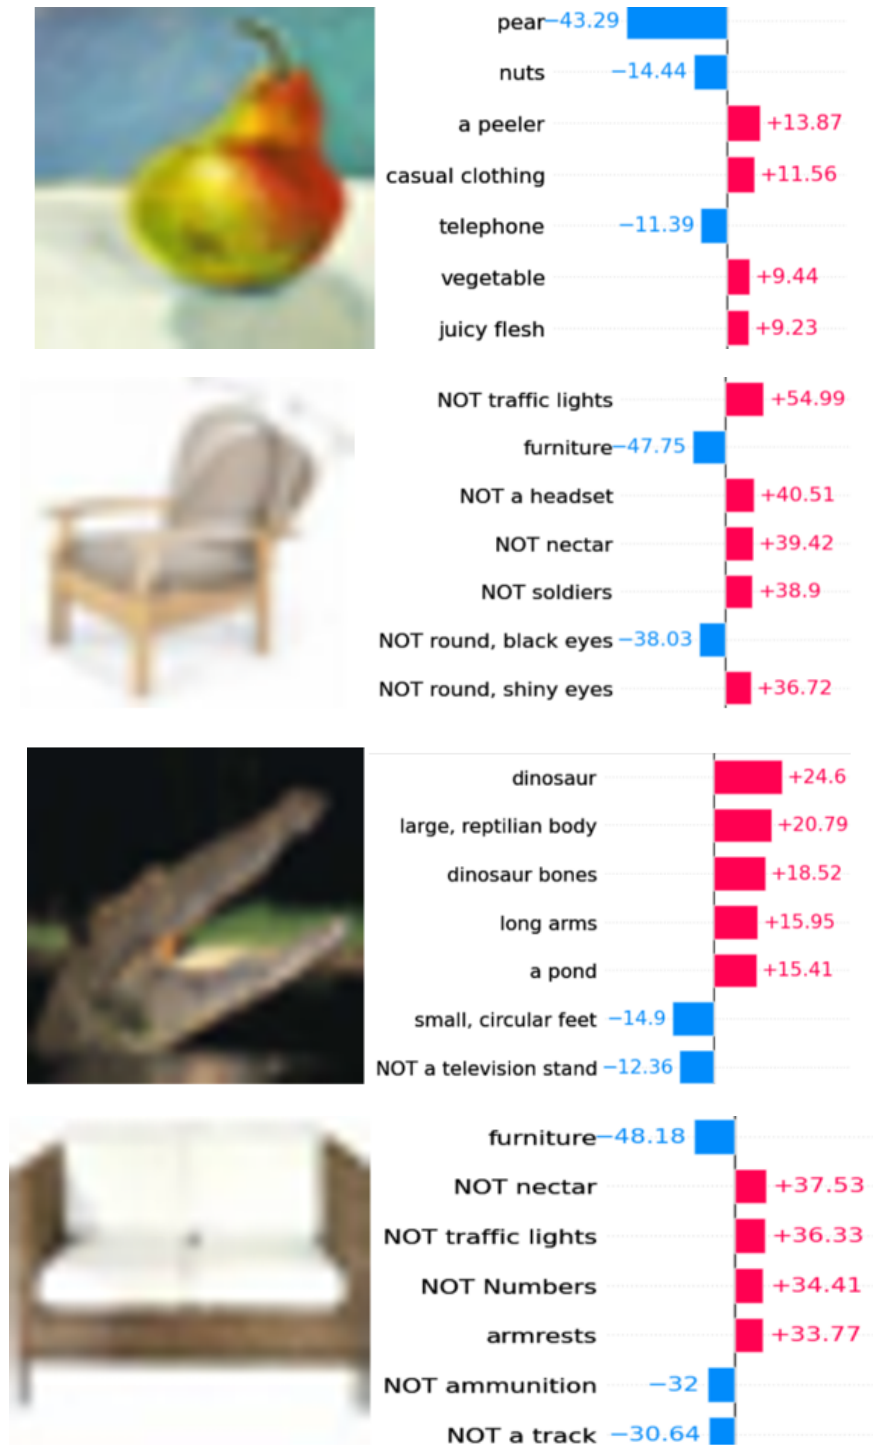 pear −43.29
nuts −14.44
a peeler +13.87
casual clothing +11.56
telephone −11.39
vegetable +9.44
juicy flesh +9.23
NOT traffic lights +54.99
furniture −47.75
NOT a headset +40.51
NOT nectar +39.42
NOT soldiers +38.9
NOT round, black eyes −38.03
NOT round, shiny eyes +36.72
dinosaur +24.6
large, reptilian body +20.79
dinosaur bones +18.52
long arms +15.95
a pond +15.41
small, circular feet −14.9
NOT a television stand −12.36
furniture −48.18
NOT nectar +37.53
NOT traffic lights +36.33
NOT Numbers +34.41
armrests +33.77
NOT ammunition −32
NOT a track −30.64